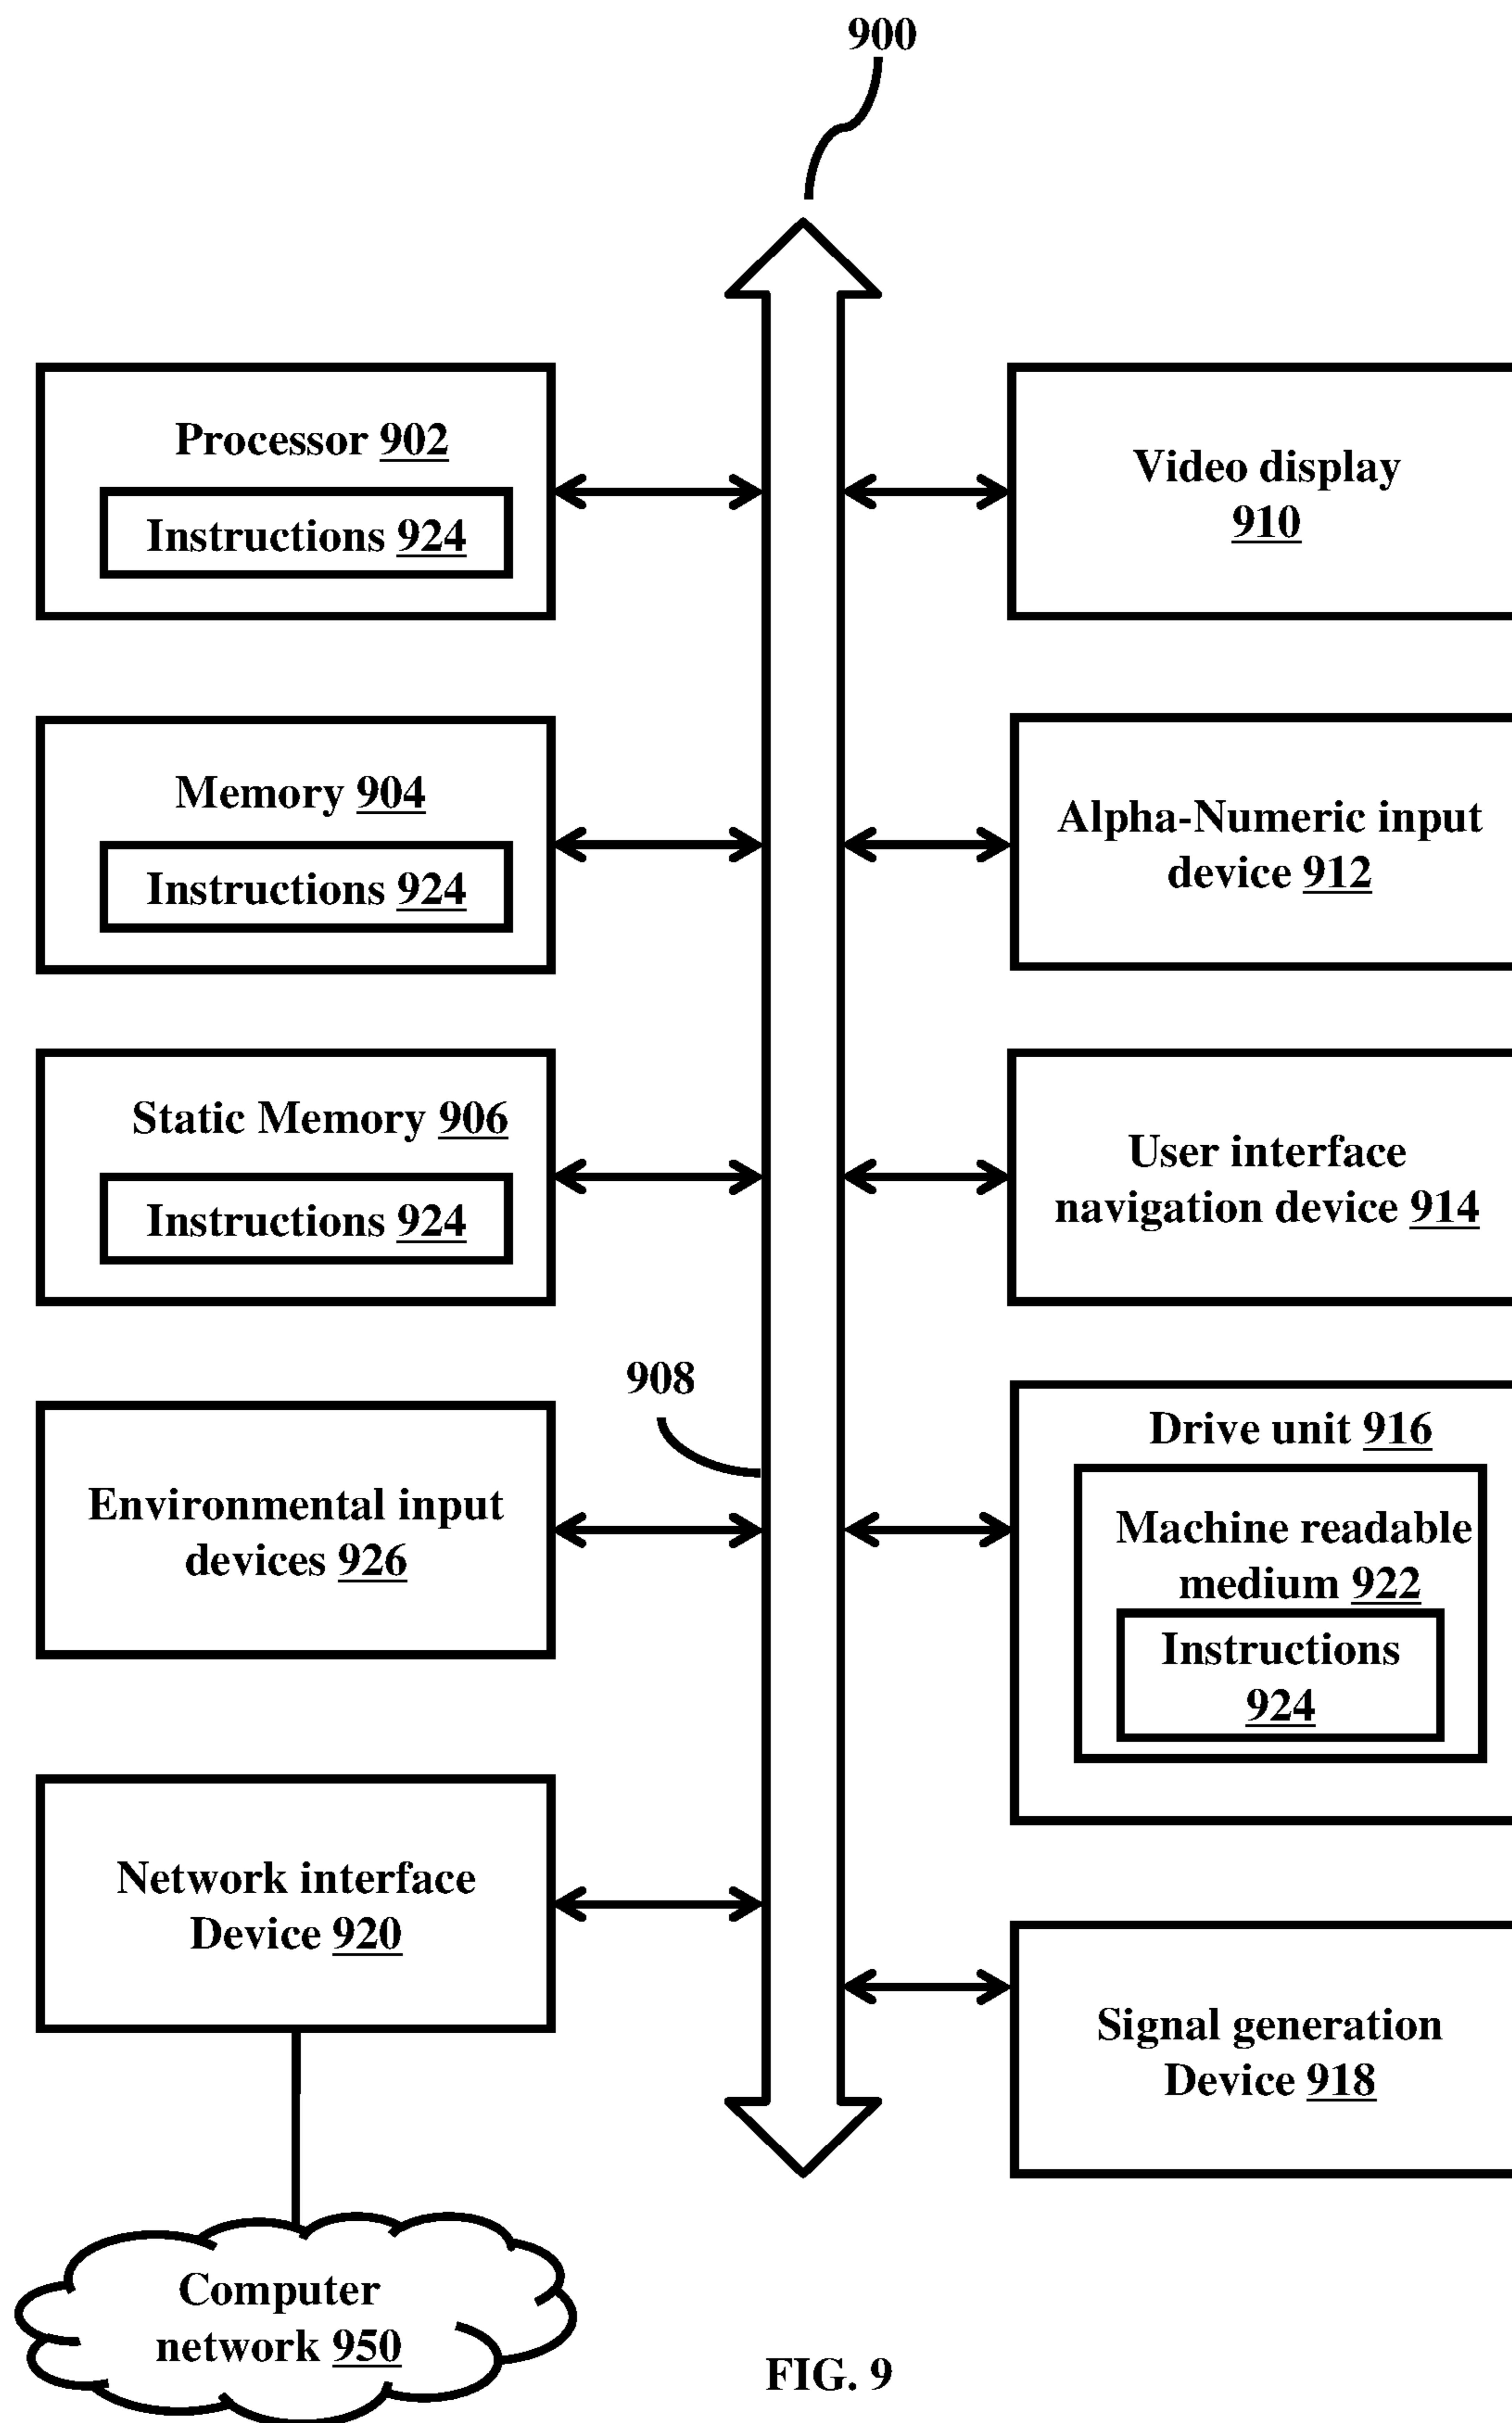 900
Processor 902
Instructions 924
Video display
910
Memory 904
Instructions 924
Alpha-Numeric input
device 912
Static Memory 906
Instructions 924
User interface
navigation device 914
908
Environmental input
devices 926
Drive unit 916
Machine readable
medium 922
Instructions
924
Network interface
Device 920
Signal generation
Device 918
Computer
network 950
FIG. 9